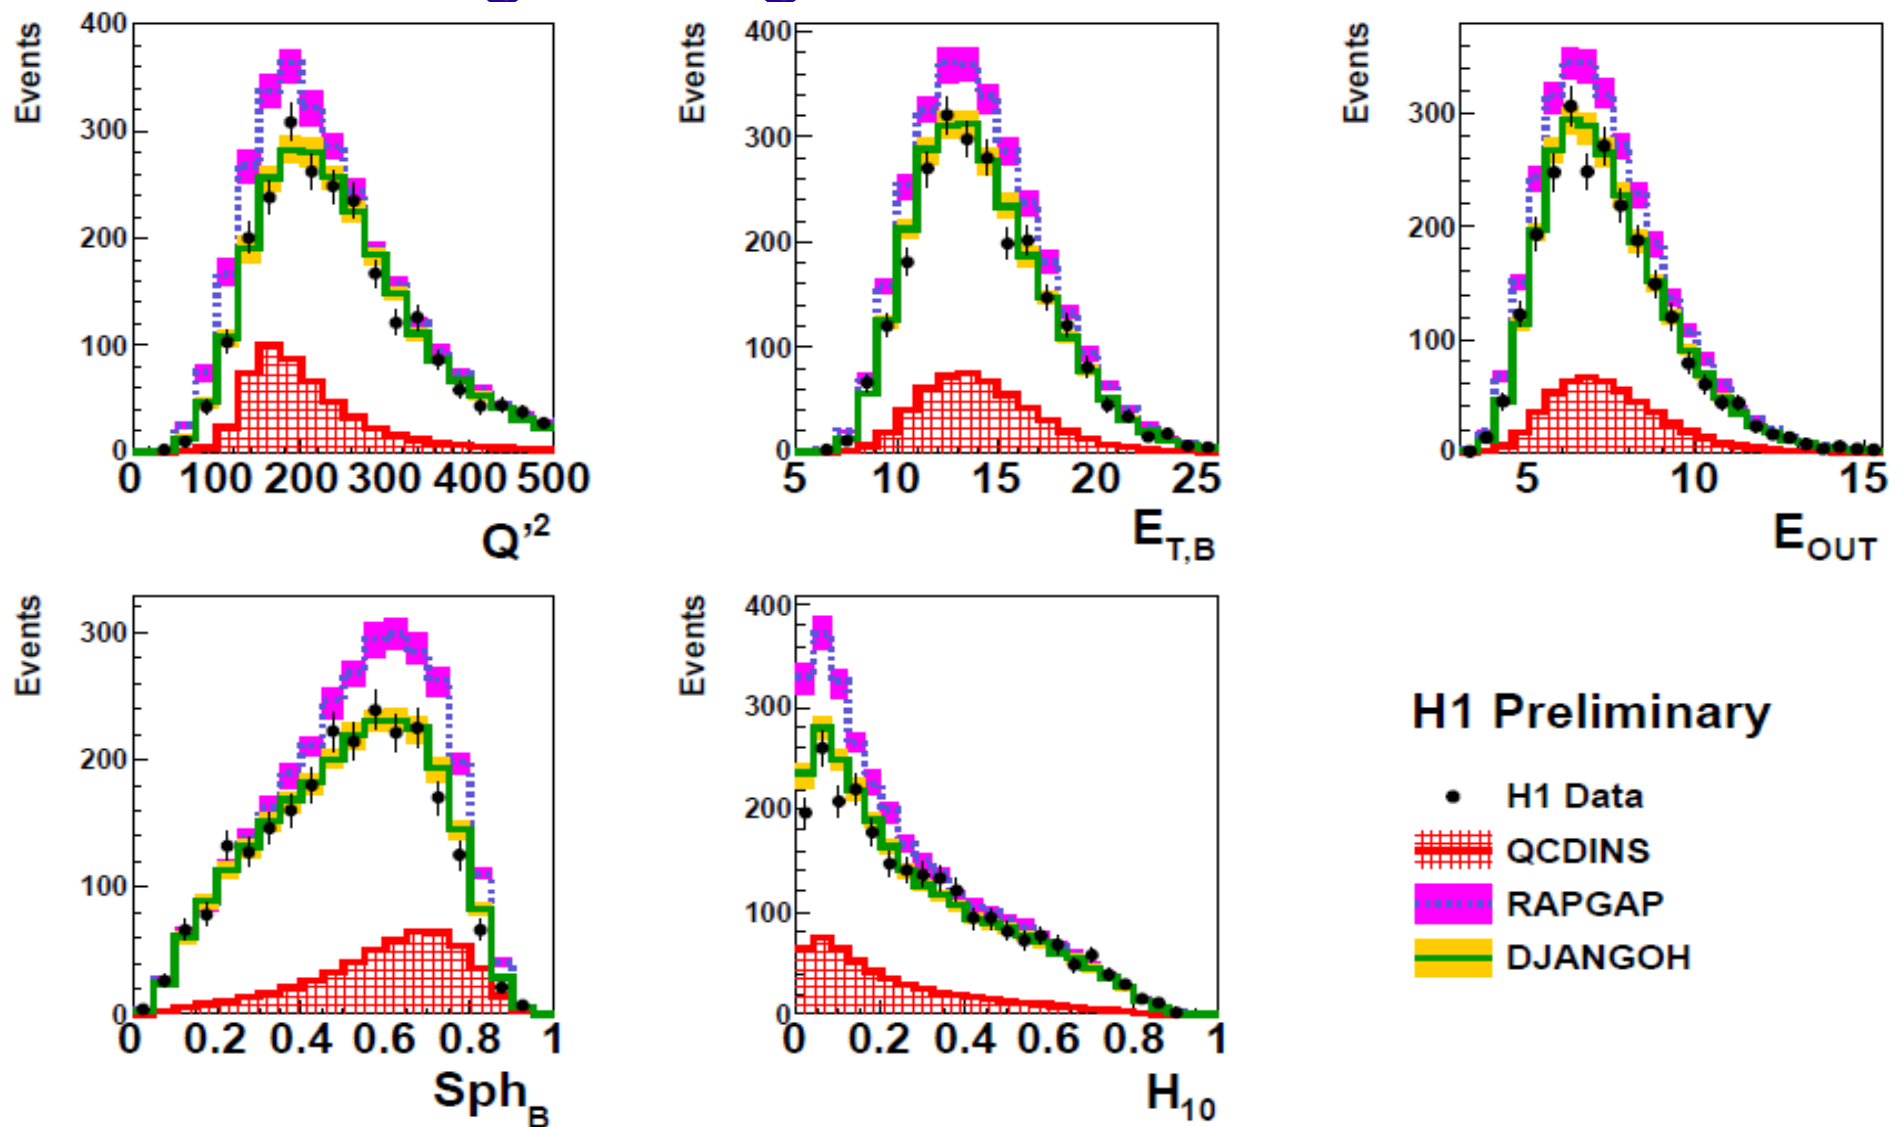 Events
400
300
200
100
0
0 100 200 300 400 500
Q’2
Events
400
300
200
100
0
5 10 15 20 25
ET,B
Events
300
200
100
0
5 10 15
EOUT
Events
300
200
100
0
0 0.2 0.4 0.6 0.8 1
SphB
Events
400
300
200
100
0
0 0.2 0.4 0.6 0.8 1
H10
H1 Preliminary
H1 Data
QCDINS
RAPGAP
DJANGOH